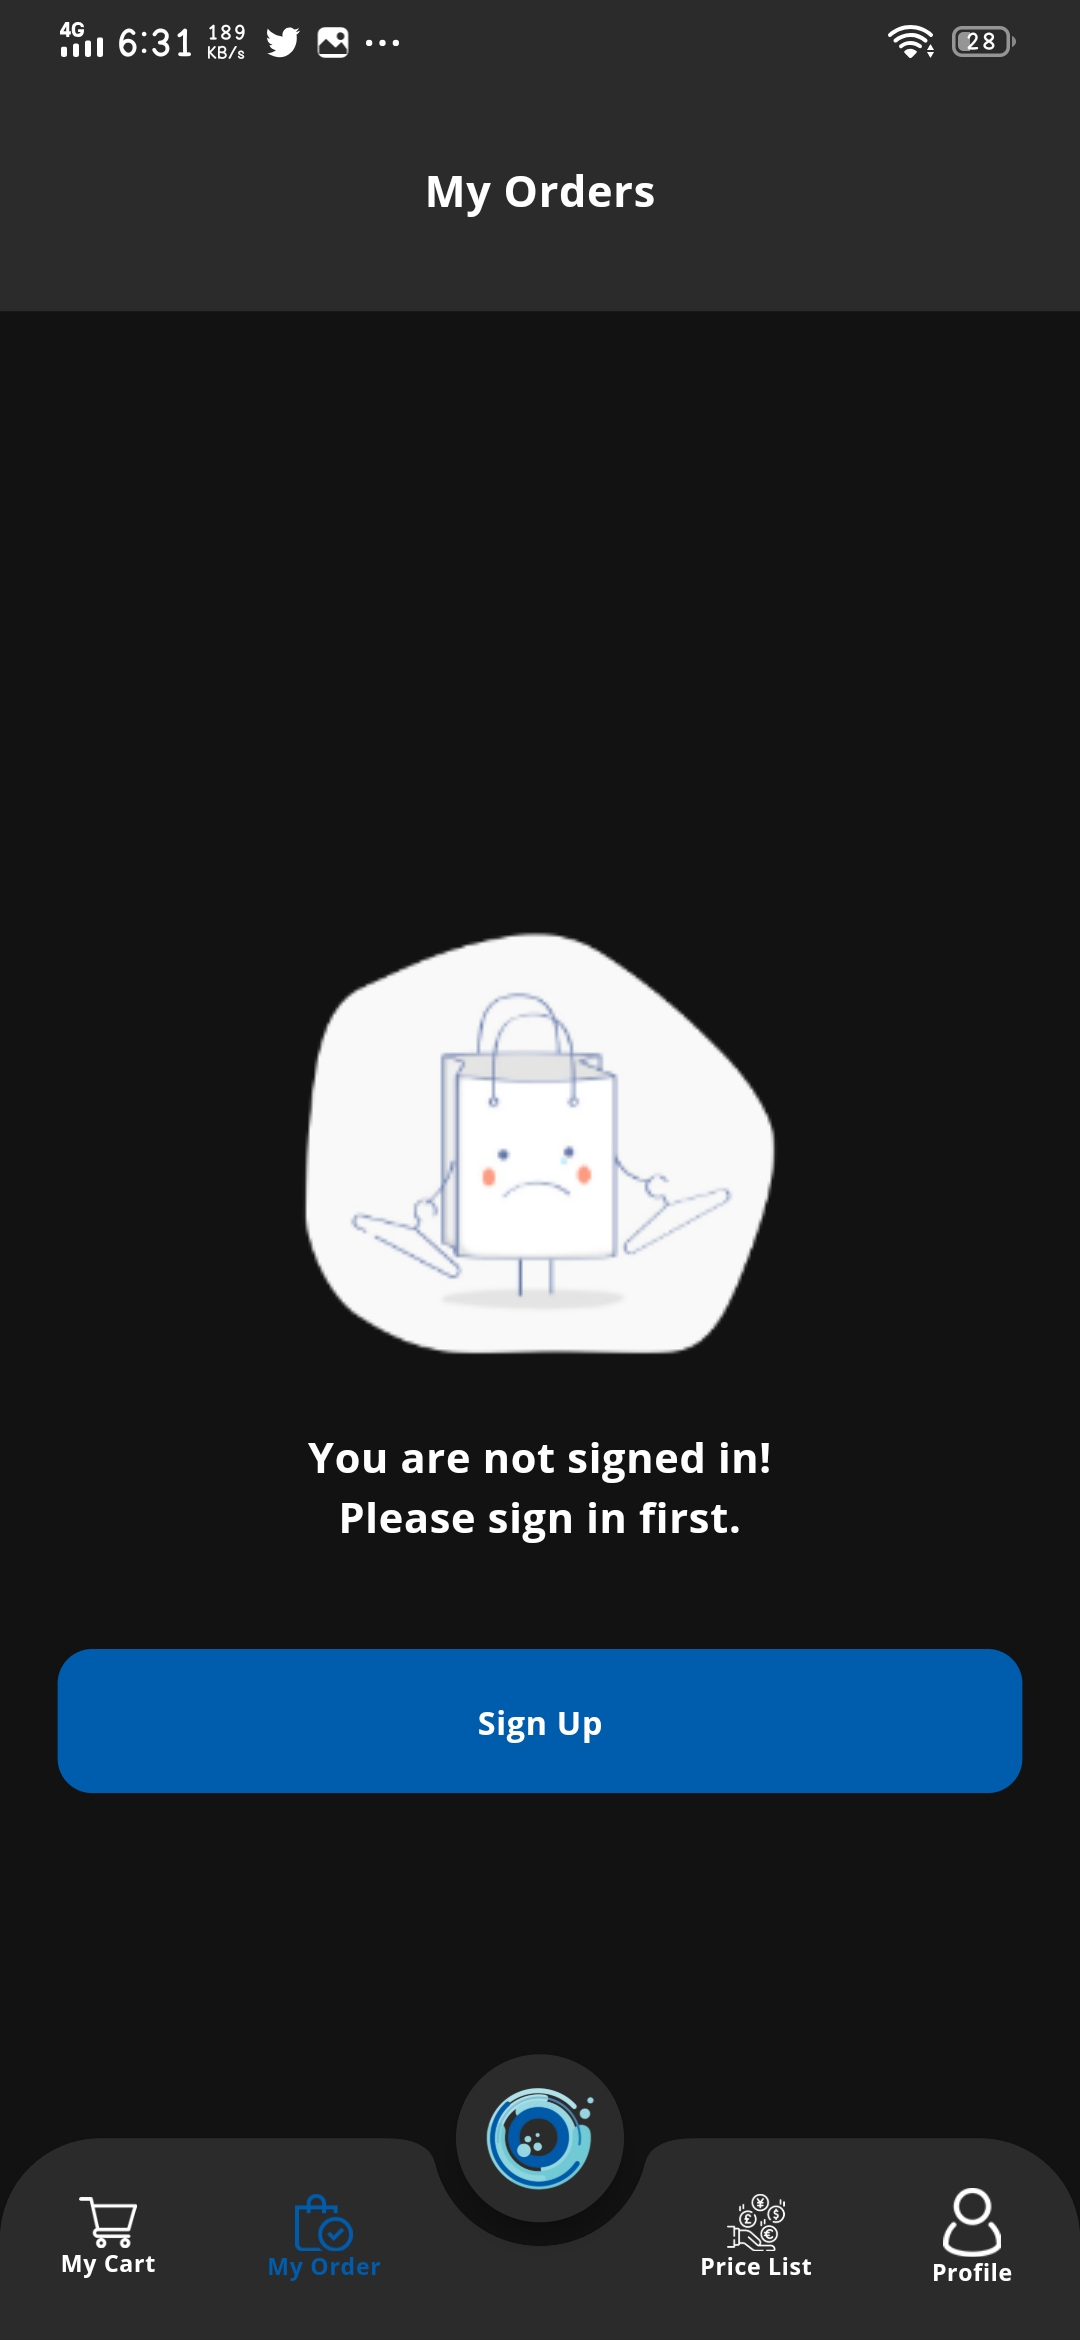 4G 6:31 189 KB/s 28
My Orders
You are not signed in!
Please sign in first.
Sign Up
My Cart
My Order
Price List
Profile